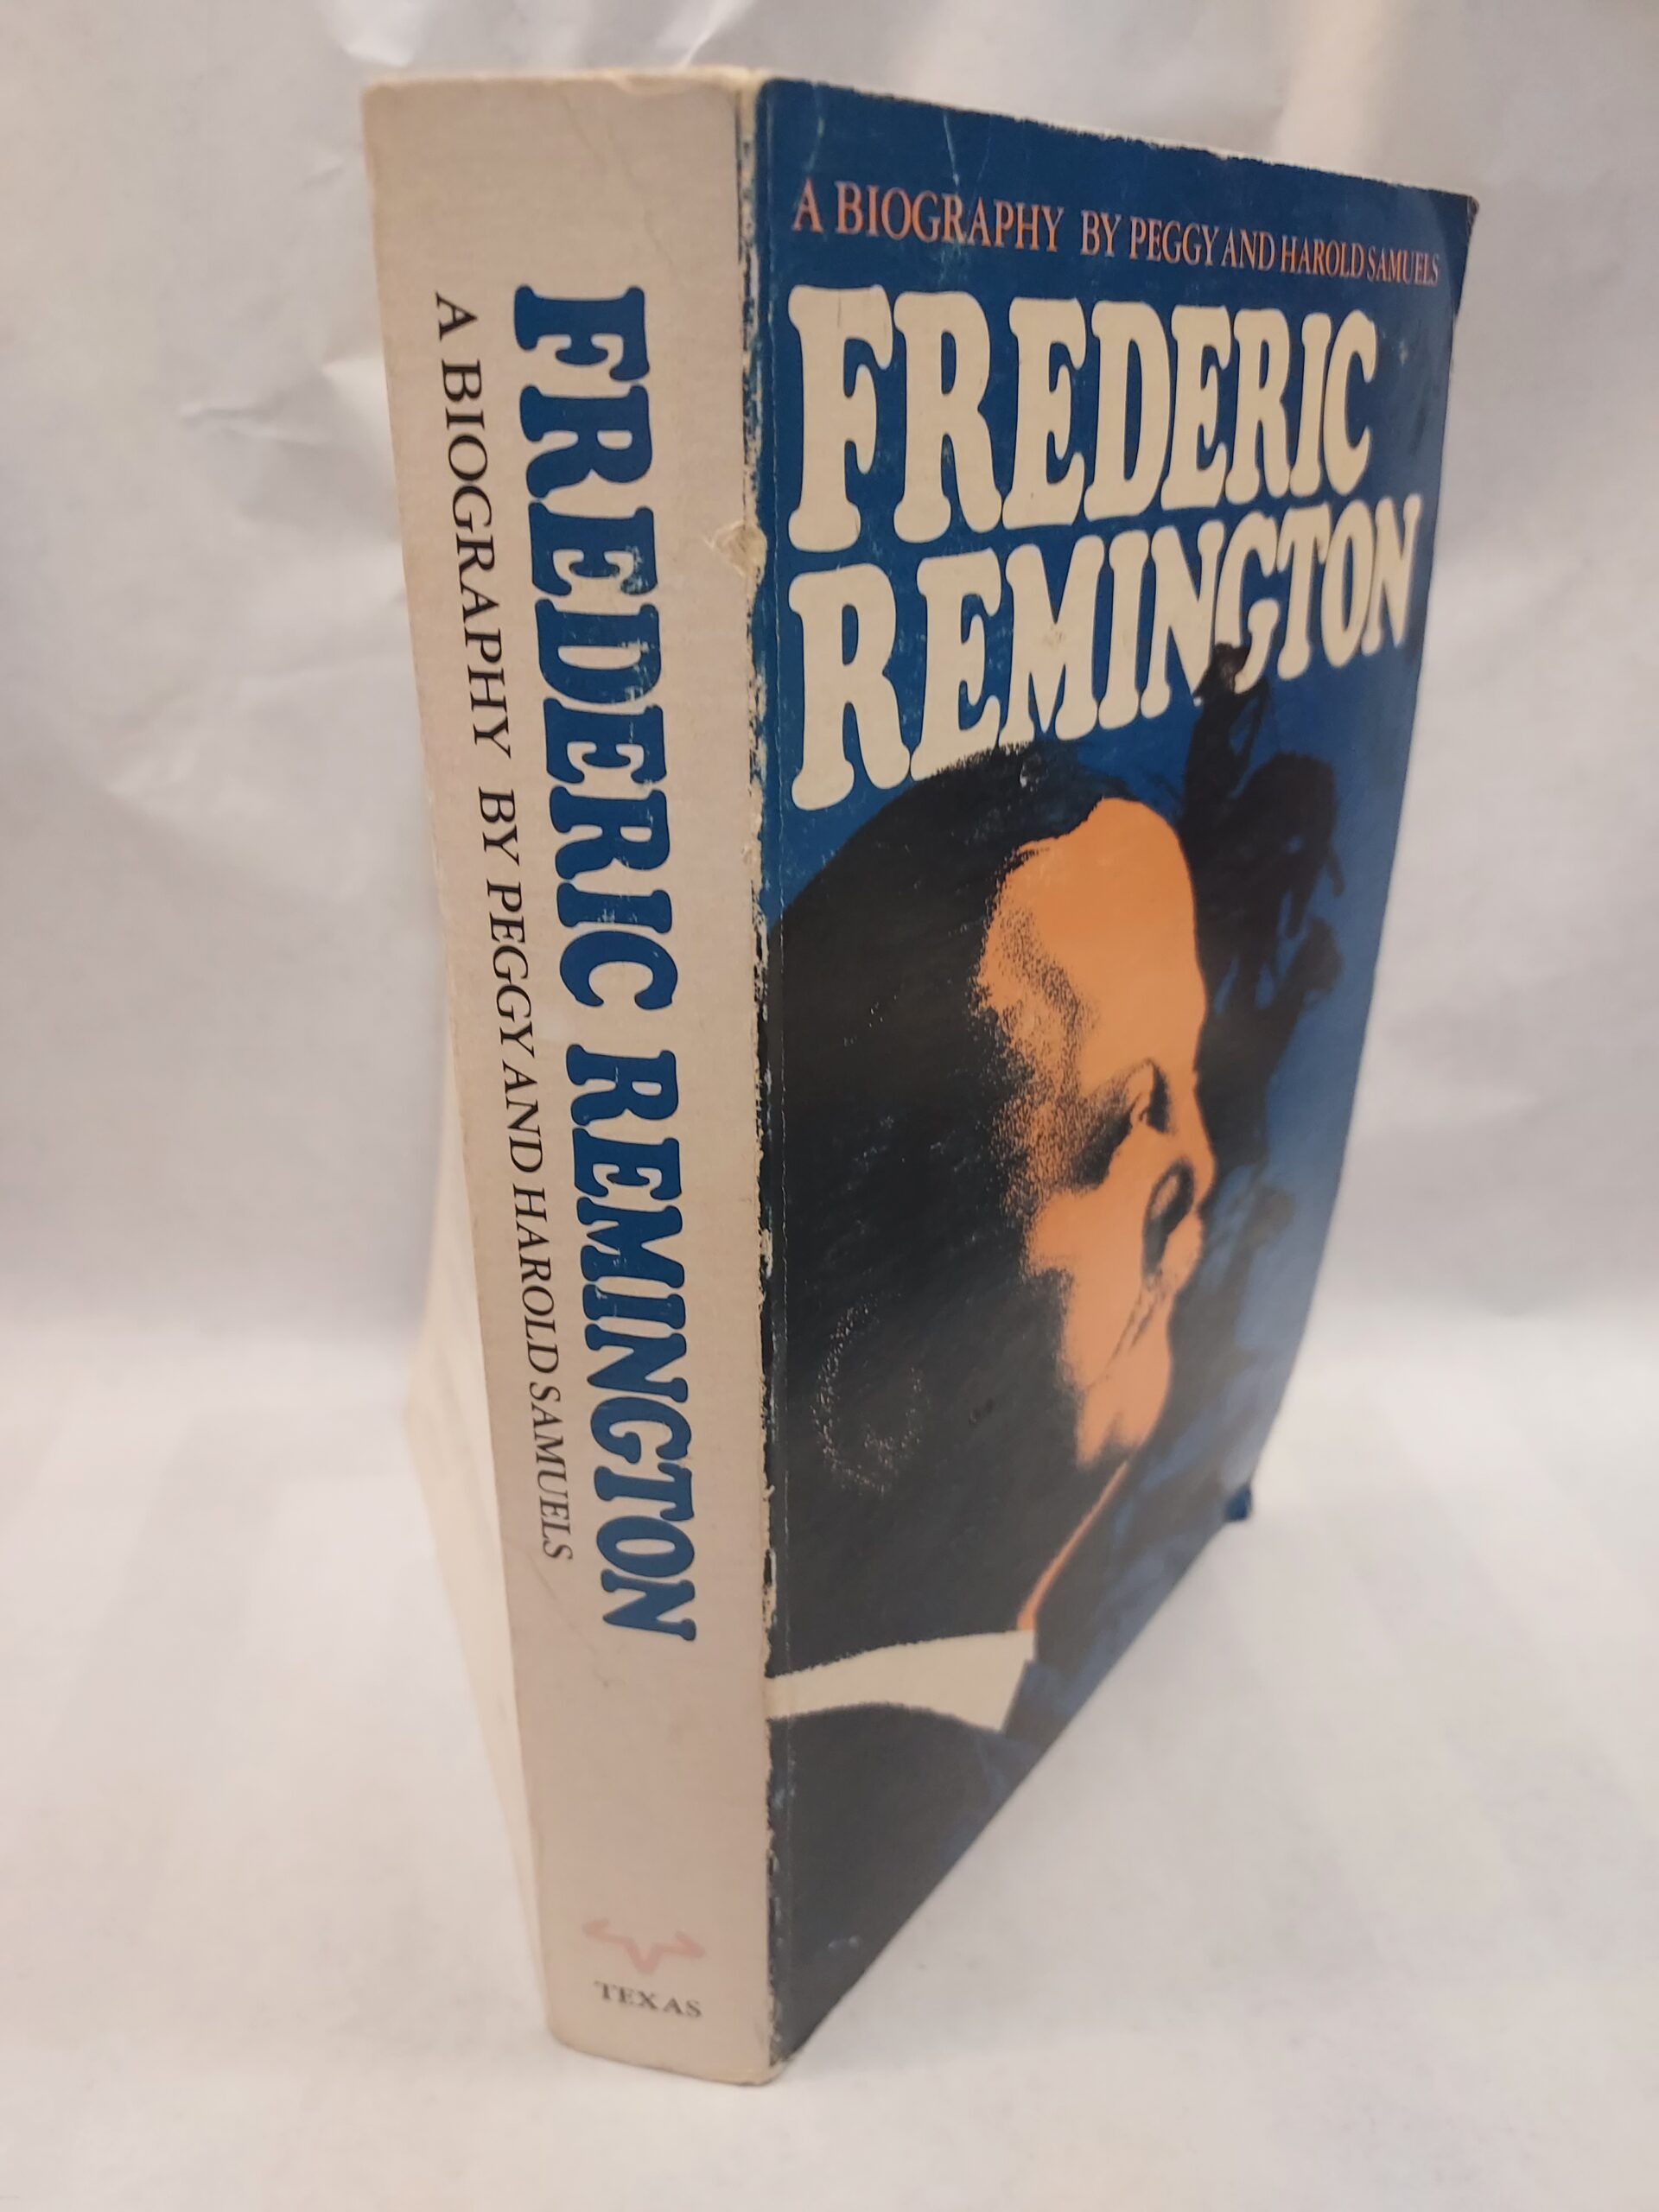 FREDERIC REMINGTON
A BIOGRAPHY BY PEGGY AND HAROLD SAMUELS
TEXAS
A BIOGRAPHY BY PEGGY AND HAROLD SAMUELS
FREDERIC
REMINGTON